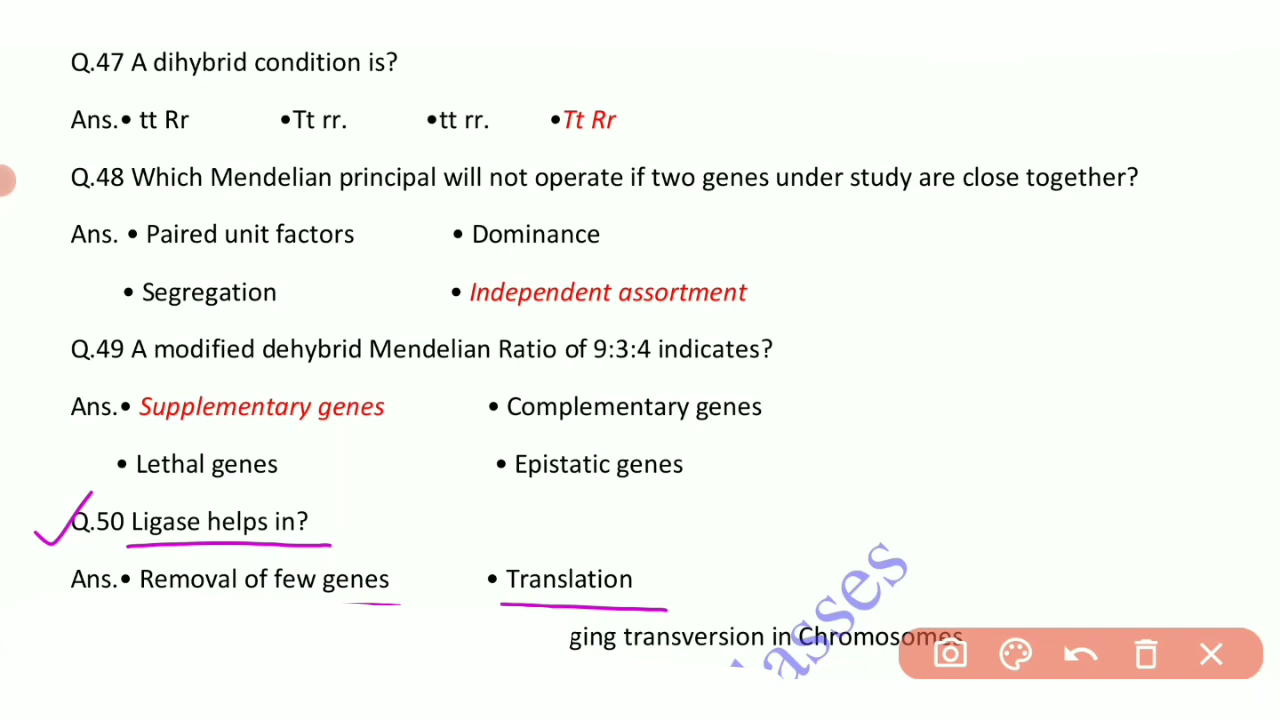 Q.47 A dihybrid condition is?
Ans.• tt Rr •Tt rr. •tt rr. •Tt Rr
Q.48 Which Mendelian principal will not operate if two genes under study are close together?
Ans. • Paired unit factors • Dominance
• Segregation • Independent assortment
Q.49 A modified dehybrid Mendelian Ratio of 9:3:4 indicates?
Ans.• Supplementary genes • Complementary genes
• Lethal genes • Epistatic genes
Q.50 Ligase helps in?
Ans.• Removal of few genes • Translation
ging transversion in Chromosomes